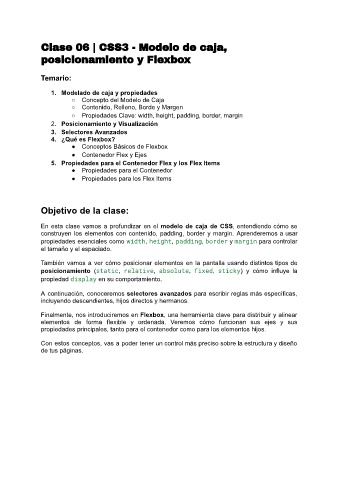 Clase 06 | CSS3 - Modelo de caja,
posicionamiento y Flexbox
Temario:
1. Modelado de caja y propiedades
○ Concepto del Modelo de Caja
○ Contenido, Relleno, Borde y Margen
○ Propiedades Clave: width, height, padding, border, margin
2. Posicionamiento y Visualización
3. Selectores Avanzados
4. ¿Qué es Flexbox?
● Conceptos Básicos de Flexbox
● Contenedor Flex y Ejes
5. Propiedades para el Contenedor Flex y los Flex Items
● Propiedades para el Contenedor
● Propiedades para los Flex Items
Objetivo de la clase:
En esta clase vamos a profundizar en el modelo de caja de CSS, entendiendo cómo se
construyen los elementos con contenido, padding, border y margin. Aprenderemos a usar
propiedades esenciales como width, height, padding, border y margin para controlar
el tamaño y el espaciado.
También vamos a ver cómo posicionar elementos en la pantalla usando distintos tipos de
posicionamiento (static, relative, absolute, fixed, sticky) y cómo influye la
propiedad display en su comportamiento.
A continuación, conoceremos selectores avanzados para escribir reglas más específicas,
incluyendo descendientes, hijos directos y hermanos.
Finalmente, nos introduciremos en Flexbox, una herramienta clave para distribuir y alinear
elementos de forma flexible y ordenada. Veremos cómo funcionan sus ejes y sus
propiedades principales, tanto para el contenedor como para los elementos hijos.
Con estos conceptos, vas a poder tener un control más preciso sobre la estructura y diseño
de tus páginas.